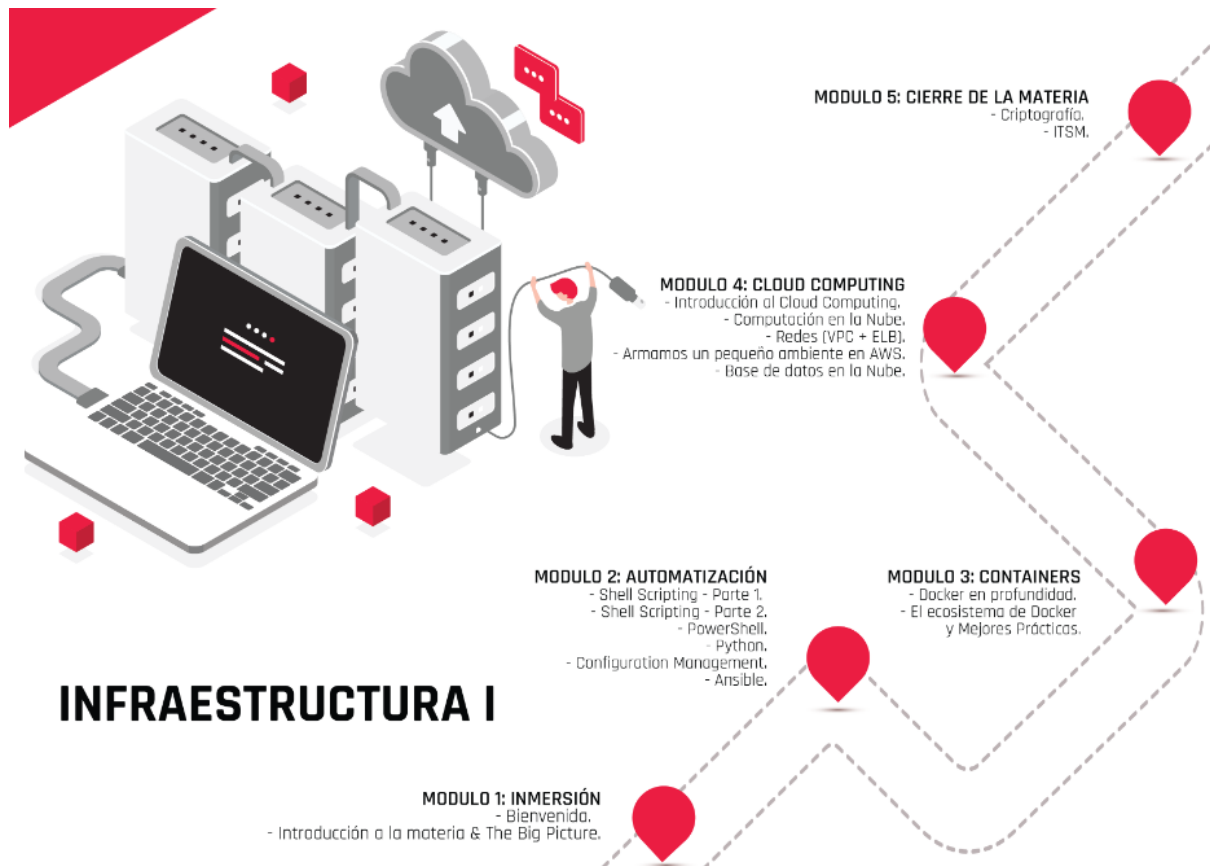 MODULO 5: CIERRE DE LA MATERIA
- Criptografía.
- ITSM.
MODULO 4: CLOUD COMPUTING
- Introducción al Cloud Computing.
- Computación en la Nube.
- Redes (VPC + ELB).
- Armamos un pequeño ambiente en AWS.
- Base de datos en la Nube.
MODULO 2: AUTOMATIZACIÓN
- Shell Scripting - Parte 1.
- Shell Scripting - Parte 2.
- PowerShell.
- Python.
- Configuration Management.
- Ansible.
MODULO 3: CONTAINERS
- Docker en profundidad.
- El ecosistema de Docker
y Mejores Prácticas.
INFRAESTRUCTURA I
MODULO 1: INMERSIÓN
- Bienvenida.
- Introducción a la materia & The Big Picture.